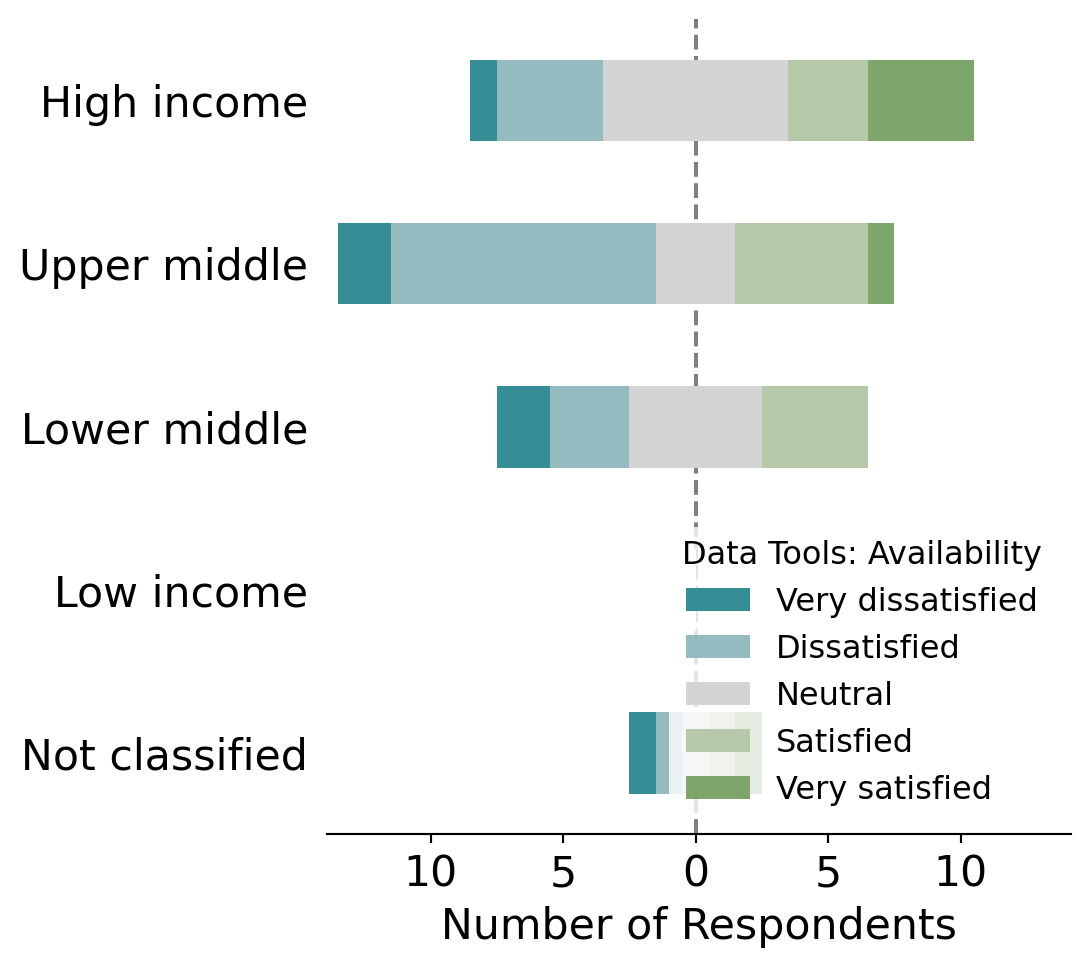 High income
Upper middle
Lower middle
Low income
Not classified
Data Tools: Availability
Very dissatisfied
Dissatisfied
Neutral
Satisfied
Very satisfied
10 5 0 5 10
Number of Respondents